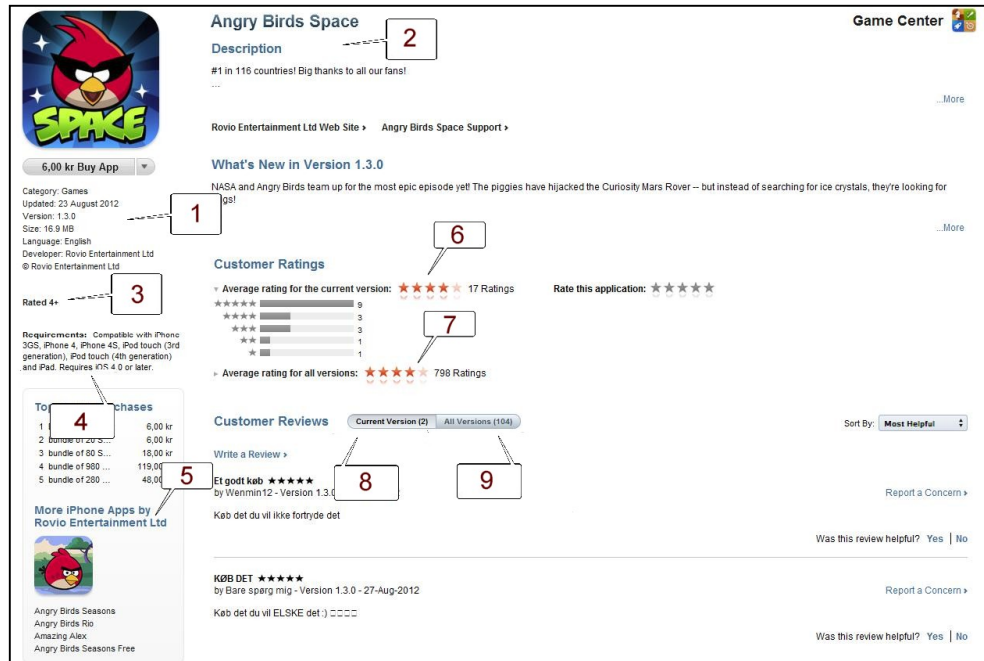 SPACE
6,00 kr Buy App
Category: Games
Updated: 23 August 2012
Version: 1.3.0
Size: 16.9 MB
Language: English
Developer: Rovio Entertainment Ltd
© Rovio Entertainment Ltd
1
Rated 4+
3
Requirements: Compatible with iPhone
3GS, iPhone 4, iPhone 4S, iPod touch (3rd
generation), iPod touch (4th generation)
and iPad. Requires iOS 4.0 or later.
4
1 6,00 kr
2 bundle of 20 S... 6,00 kr
3 bundle of 80 S... 18,00 kr
4 bundle of 980 ... 119,00
5 bundle of 280 ... 48,00
5
More iPhone Apps by
Rovio Entertainment Ltd
Angry Birds Seasons
Angry Birds Rio
Amazing Alex
Angry Birds Seasons Free
Angry Birds Space
Game Center
2
Description
#1 in 116 countries! Big thanks to all our fans!
...
...More
Rovio Entertainment Ltd Web Site › Angry Birds Space Support ›
What's New in Version 1.3.0
NASA and Angry Birds team up for the most epic episode yet! The piggies have hijacked the Curiosity Mars Rover -- but instead of searching for ice crystals, they're looking for
...More
6
Customer Ratings
Average rating for the current version: ★★★★★ 17 Ratings Rate this application: ★★★★★
★★★★★ 9
★★★★ 3
★★★ 3
★★ 1
★ 1
7
Average rating for all versions: ★★★★★ 798 Ratings
Customer Reviews Current Version (2) All Versions (104) Sort By: Most Helpful
8
9
Write a Review ›
Et godt køb ★★★★★
by Wenmin12 - Version 1.3.0
Report a Concern ›
Køb det du vil ikke fortryde det
Was this review helpful? Yes | No
KØB DET ★★★★★
by Bare spørg mig - Version 1.3.0 - 27-Aug-2012
Report a Concern ›
Køb det du vil ELSKE det :) □□□□
Was this review helpful? Yes | No